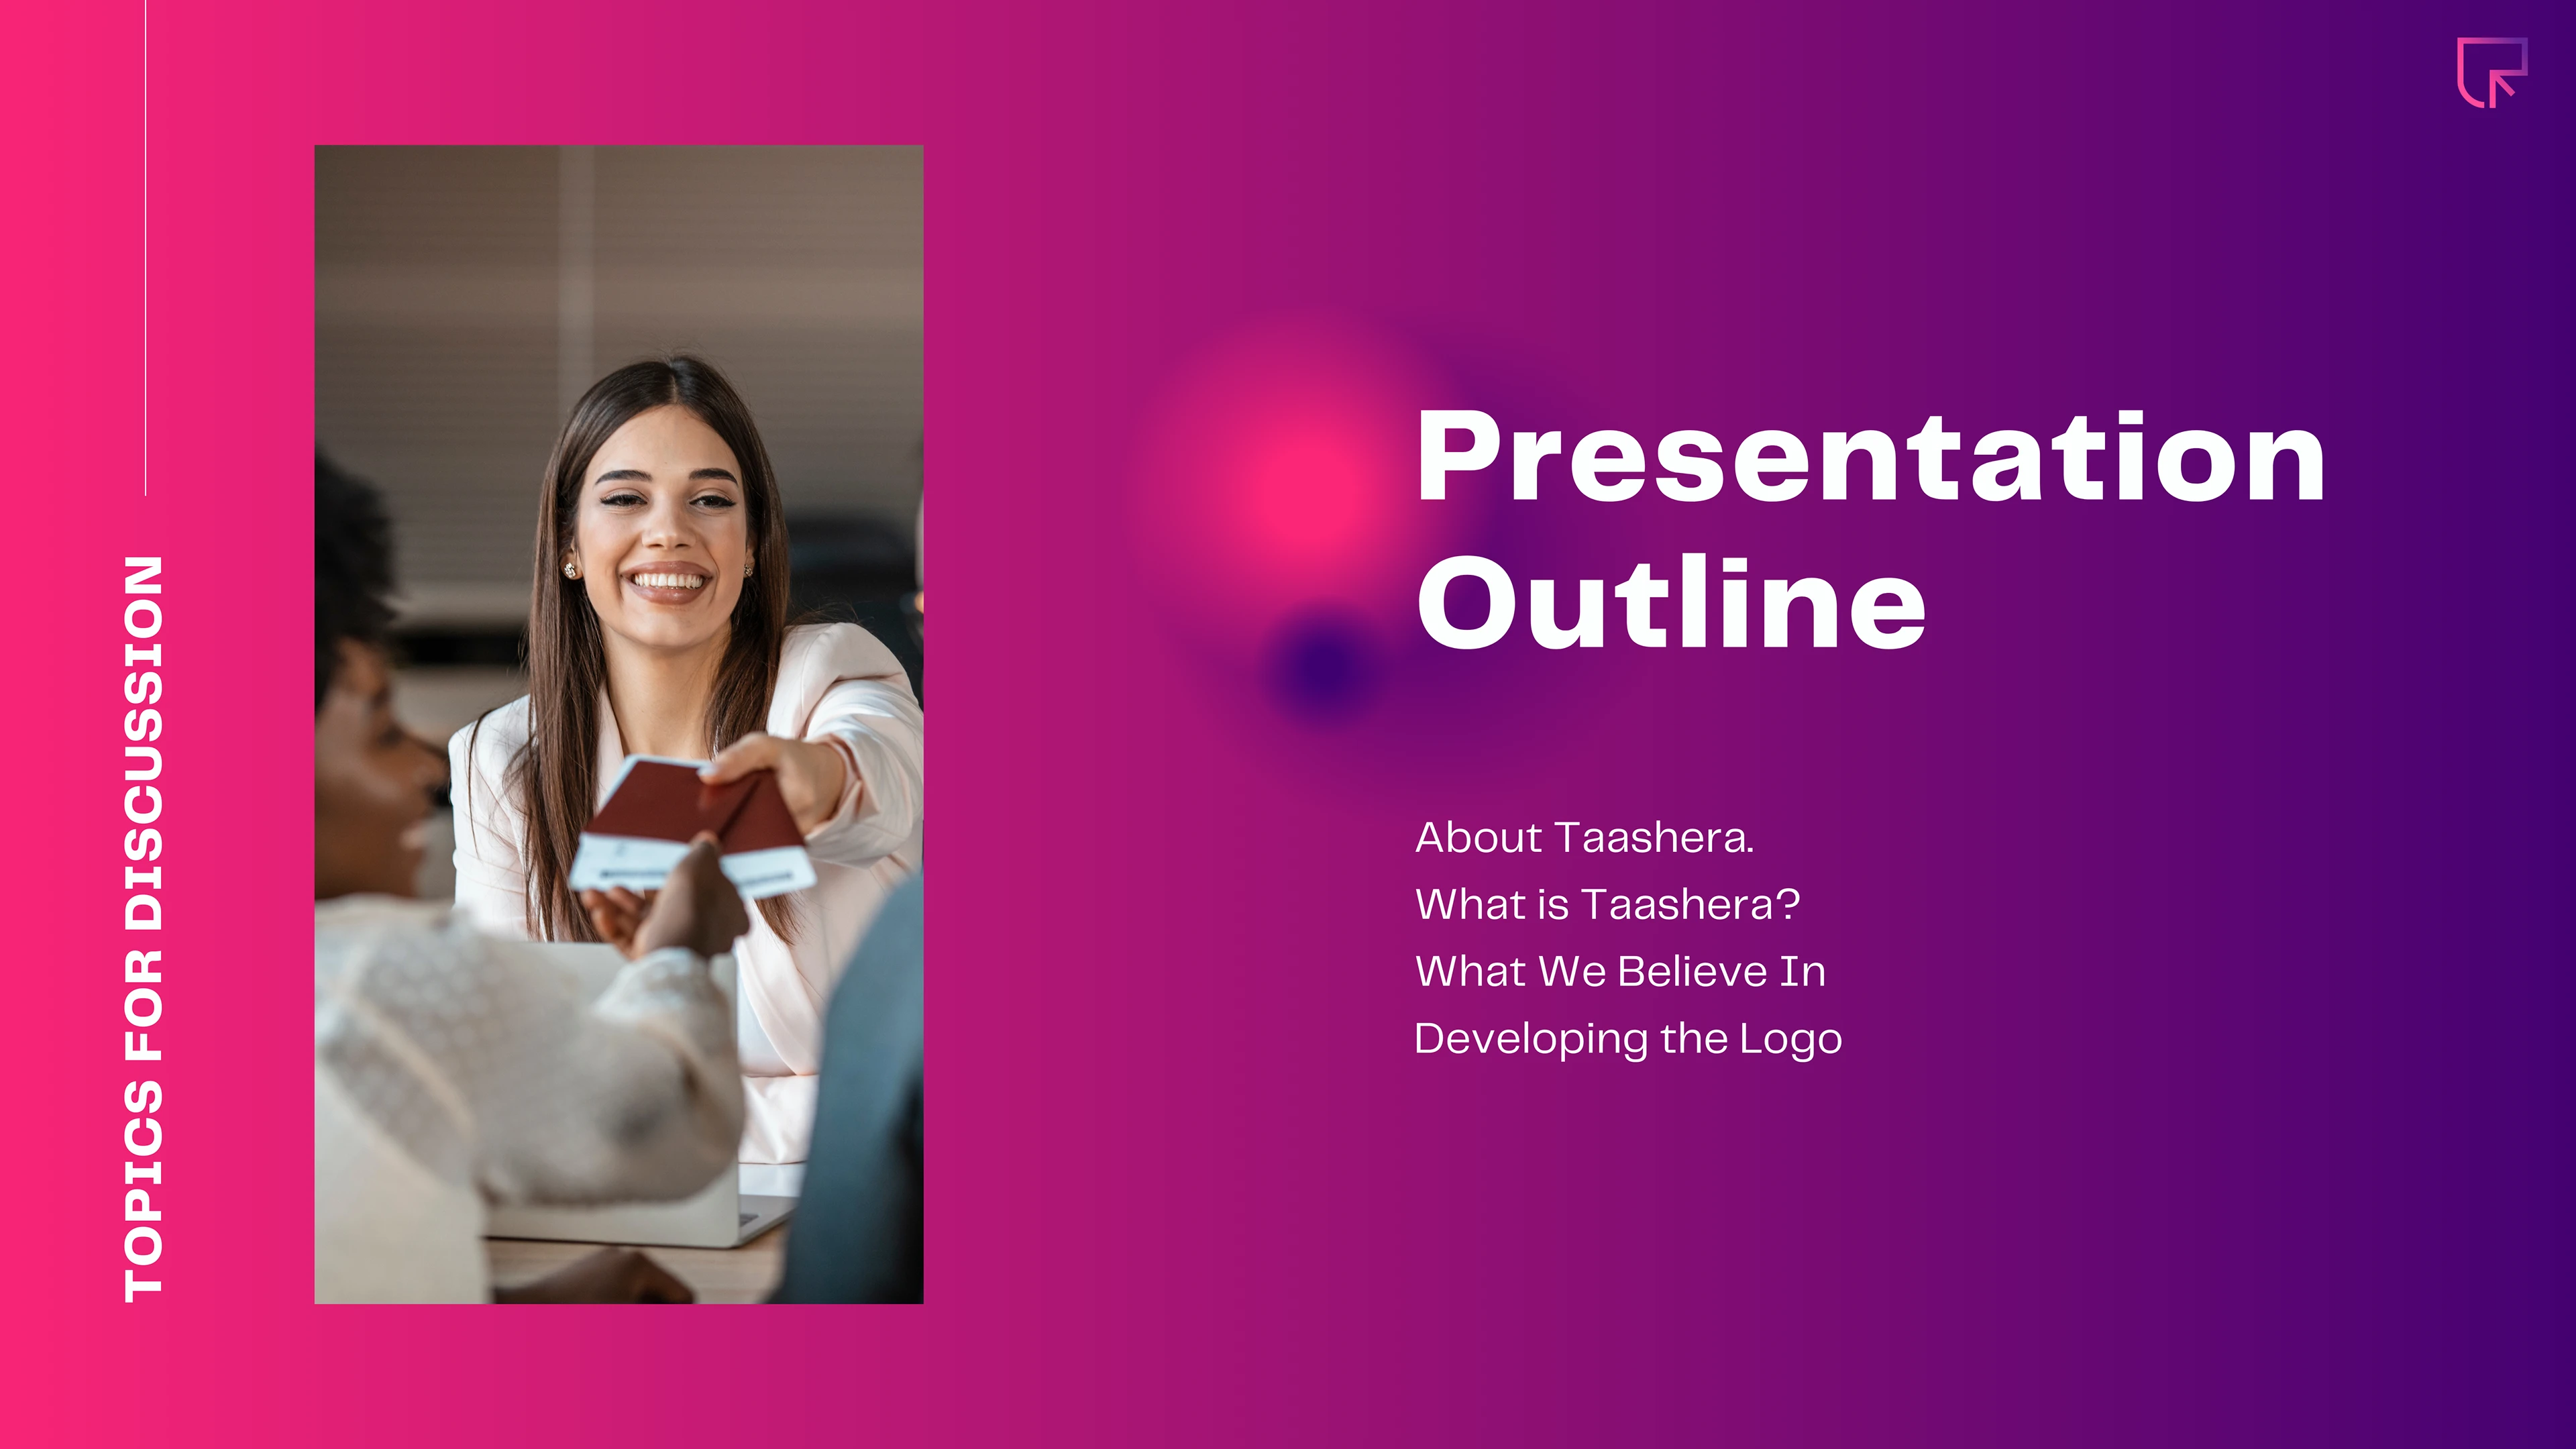 TOPICS FOR DISCUSSION
Presentation
Outline
About Taashera.
What is Taashera?
What We Believe In
Developing the Logo